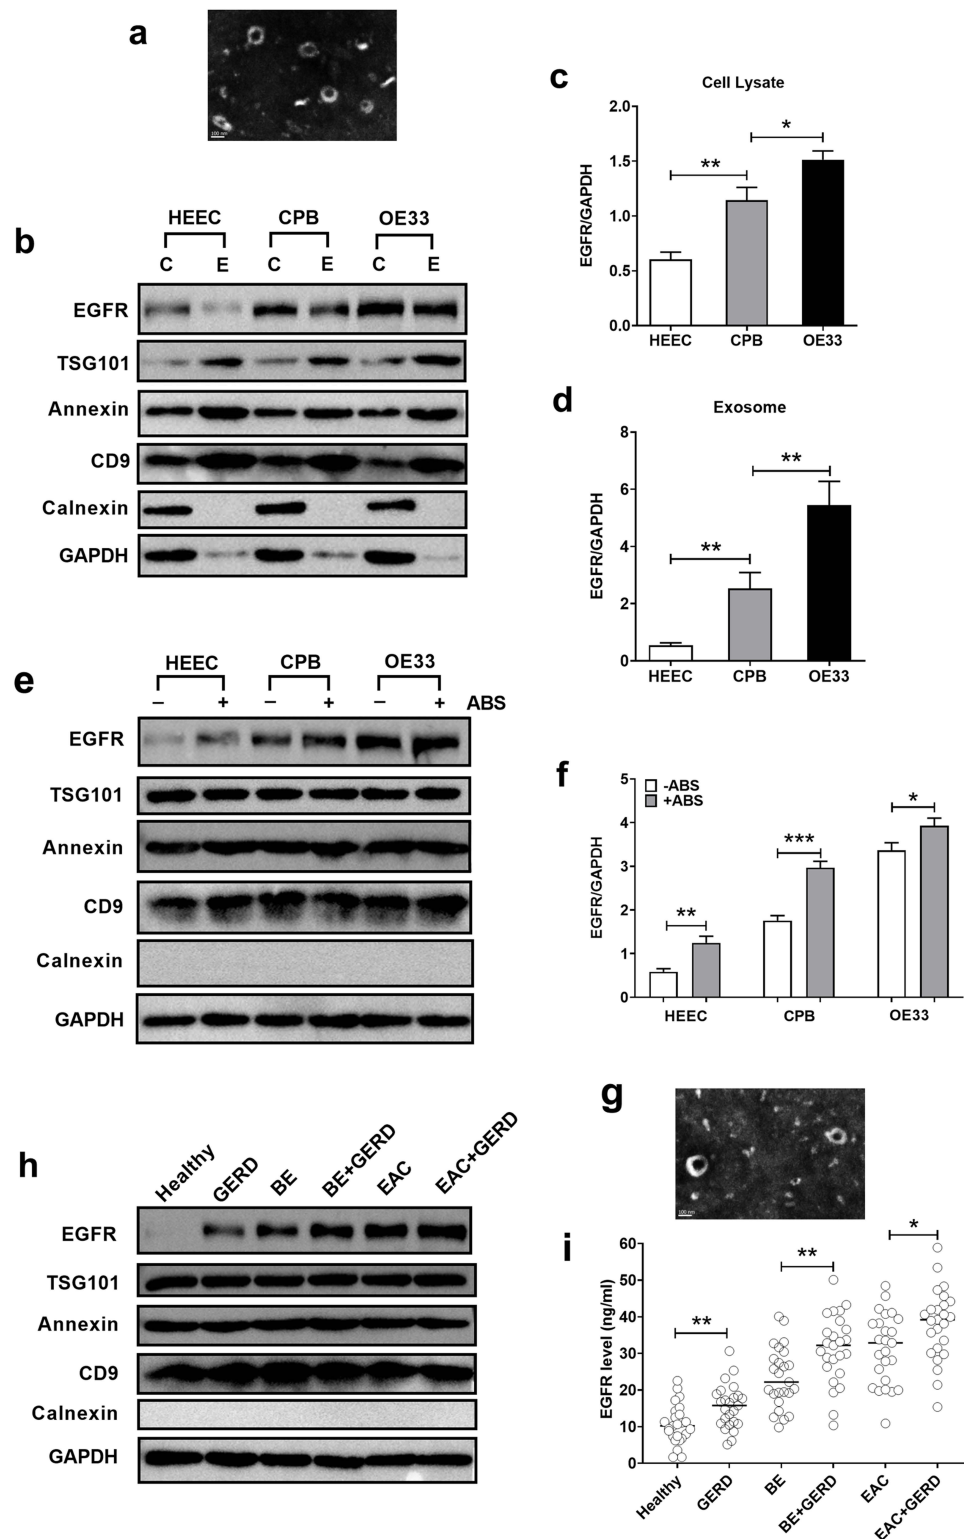 a
100 nm
b
HEEC CPB OE33
C E C E C E
EGFR
TSG101
Annexin
CD9
Calnexin
GAPDH
c
Cell Lysate
EGFR/GAPDH
2.0
1.5
1.0
0.5
0.0
** *
HEEC CPB OE33
d
Exosome
EGFR/GAPDH
8
6
4
2
0
** **
HEEC CPB OE33
e
HEEC CPB OE33
– + – + – + ABS
EGFR
TSG101
Annexin
CD9
Calnexin
GAPDH
f
-ABS
+ABS
EGFR/GAPDH
5
4
3
2
1
0
** *** *
HEEC CPB OE33
g
100 nm
h
Healthy GERD BE BE+GERD EAC EAC+GERD
EGFR
TSG101
Annexin
CD9
Calnexin
GAPDH
i
EGFR level (ng/ml)
60
50
40
30
20
10
0
** ** *
Healthy GERD BE BE+GERD EAC EAC+GERD